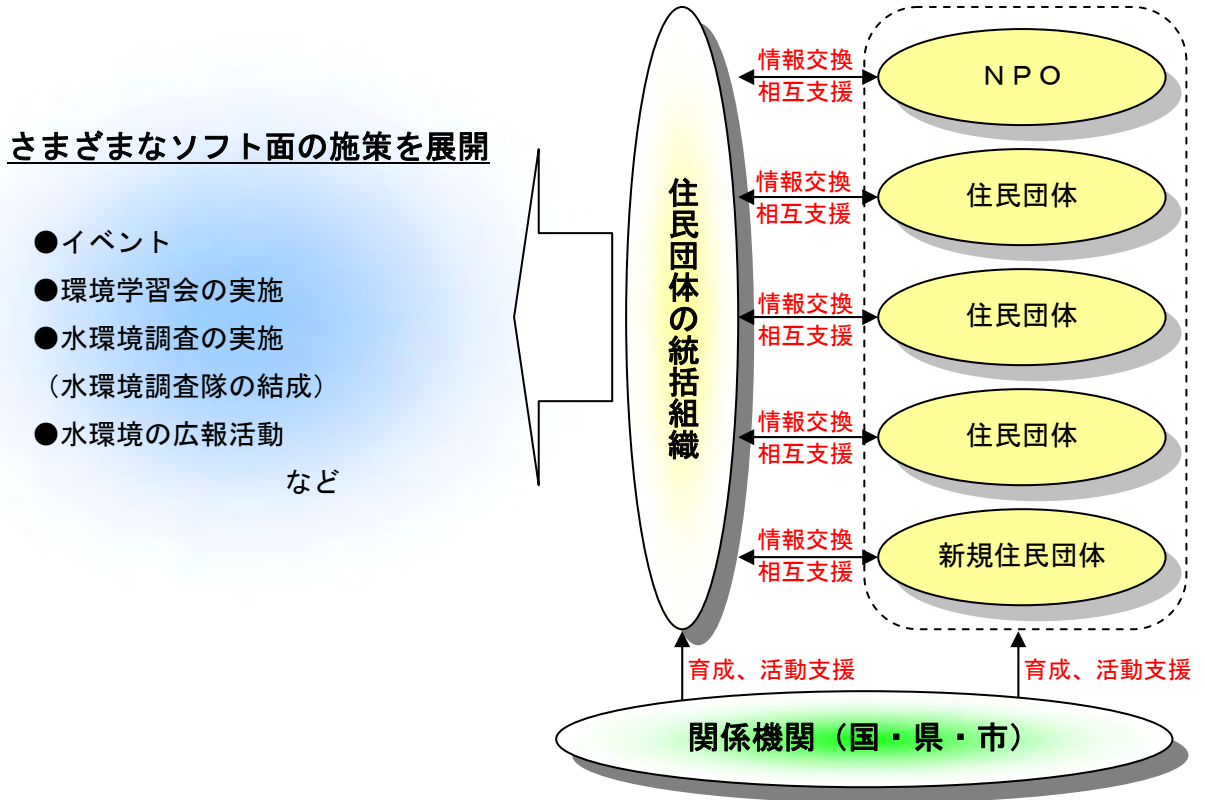 さまざまなソフト面の施策を展開
●イベント
●環境学習会の実施
●水環境調査の実施
（水環境調査隊の結成）
●水環境の広報活動
など
住民団体の統括組織
情報交換
相互支援
ＮＰＯ
情報交換
相互支援
住民団体
情報交換
相互支援
住民団体
情報交換
相互支援
住民団体
情報交換
相互支援
新規住民団体
育成、活動支援
育成、活動支援
関係機関（国・県・市）